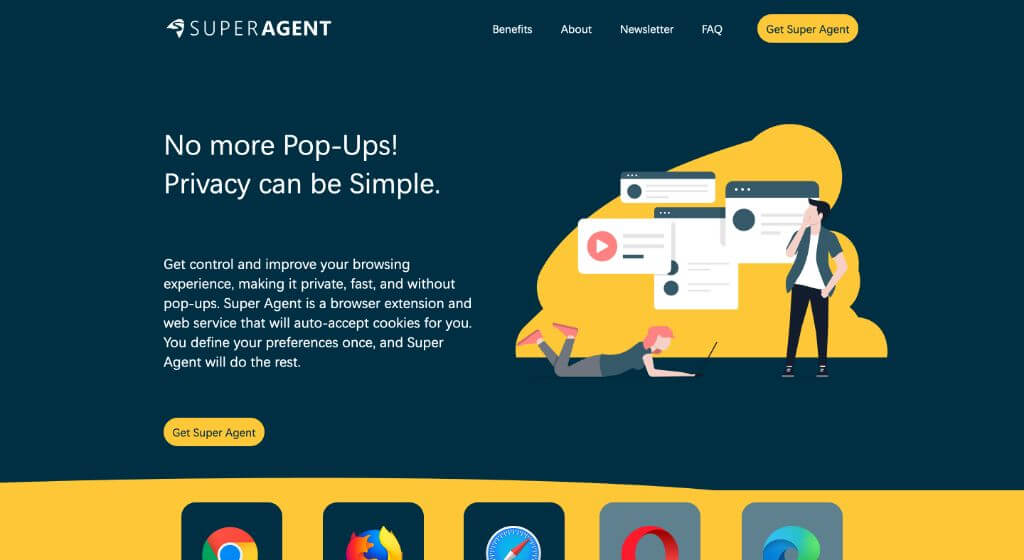 SUPERAGENT
Benefits
About
Newsletter
FAQ
Get Super Agent
No more Pop-Ups!
Privacy can be Simple.
Get control and improve your browsing
experience, making it private, fast, and without
pop-ups. Super Agent is a browser extension and
web service that will auto-accept cookies for you.
You define your preferences once, and Super
Agent will do the rest.
Get Super Agent